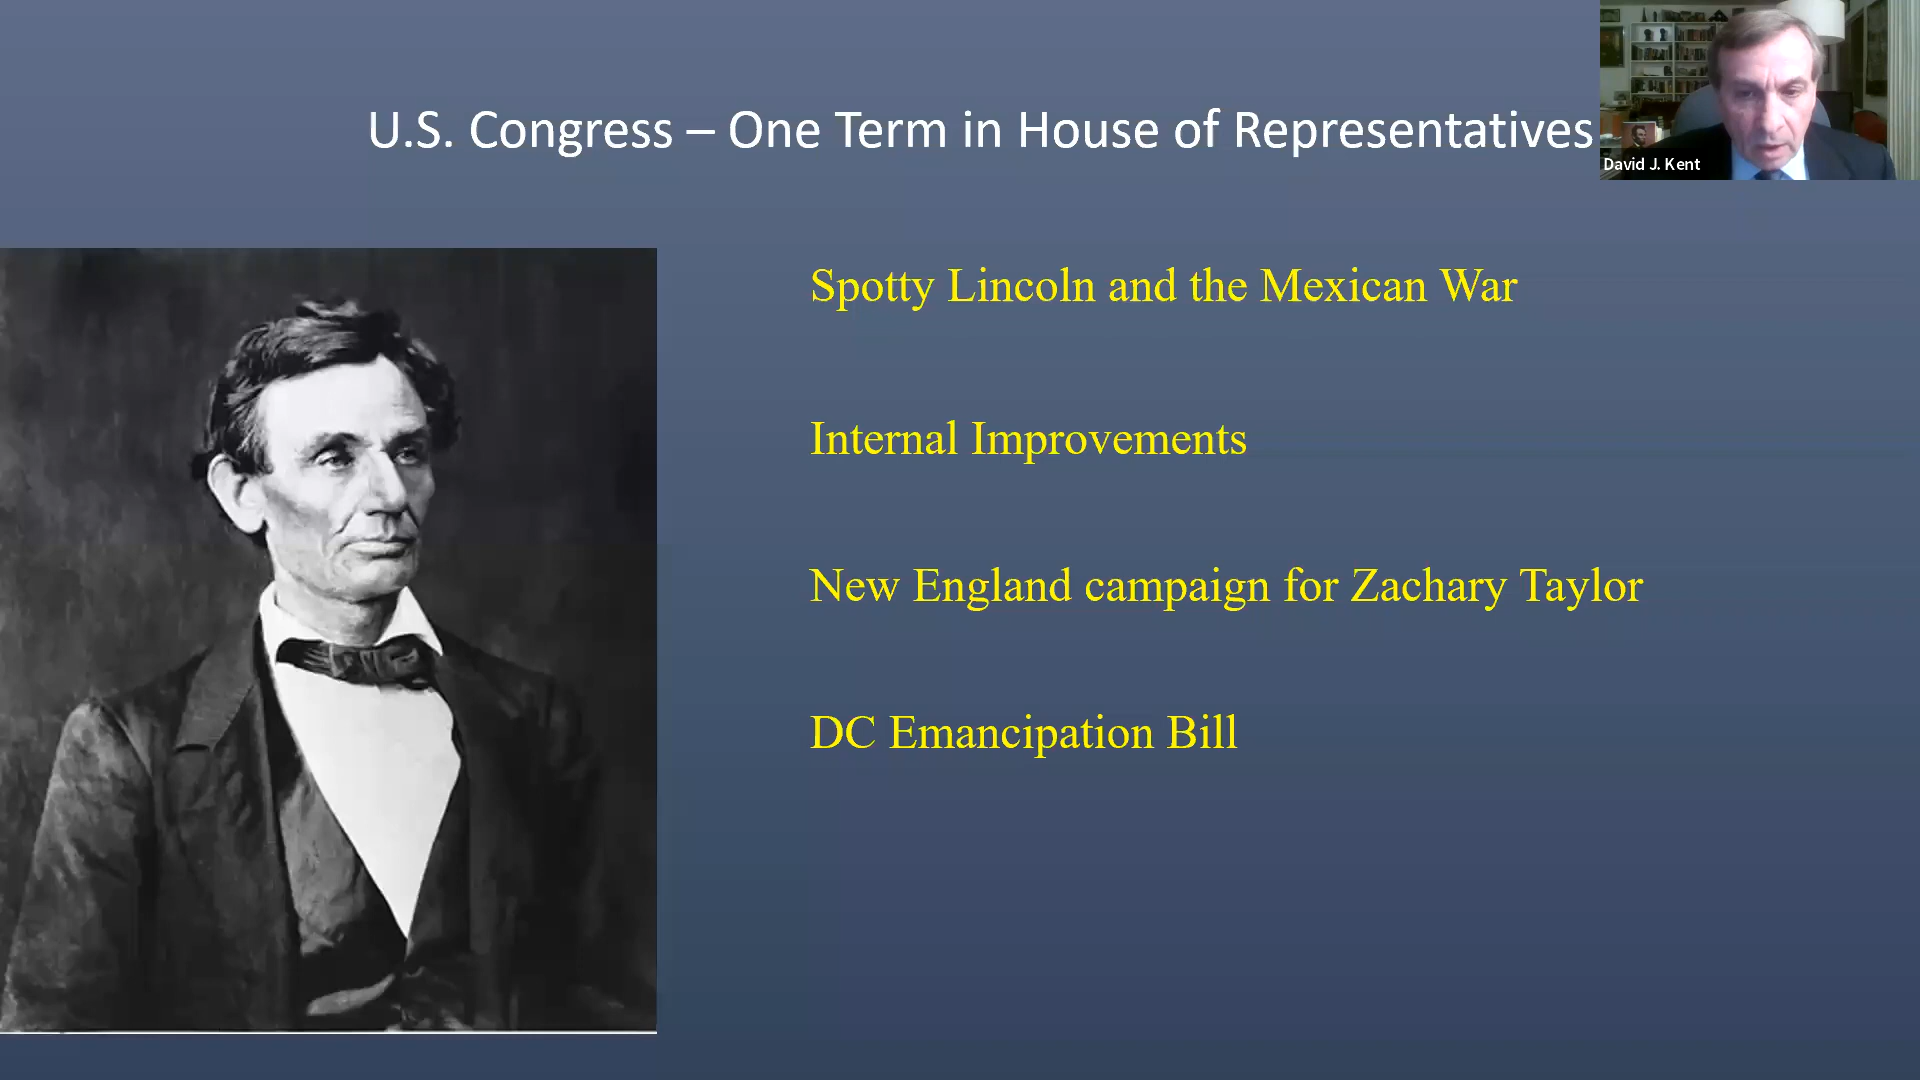 U.S. Congress – One Term in House of Representatives
David J. Kent
Spotty Lincoln and the Mexican War
Internal Improvements
New England campaign for Zachary Taylor
DC Emancipation Bill